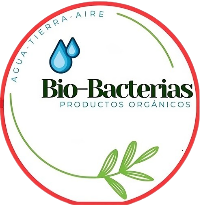 AGUA-TIERRA-AIRE
Bio-Bacterias
PRODUCTOS ORGÁNICOS